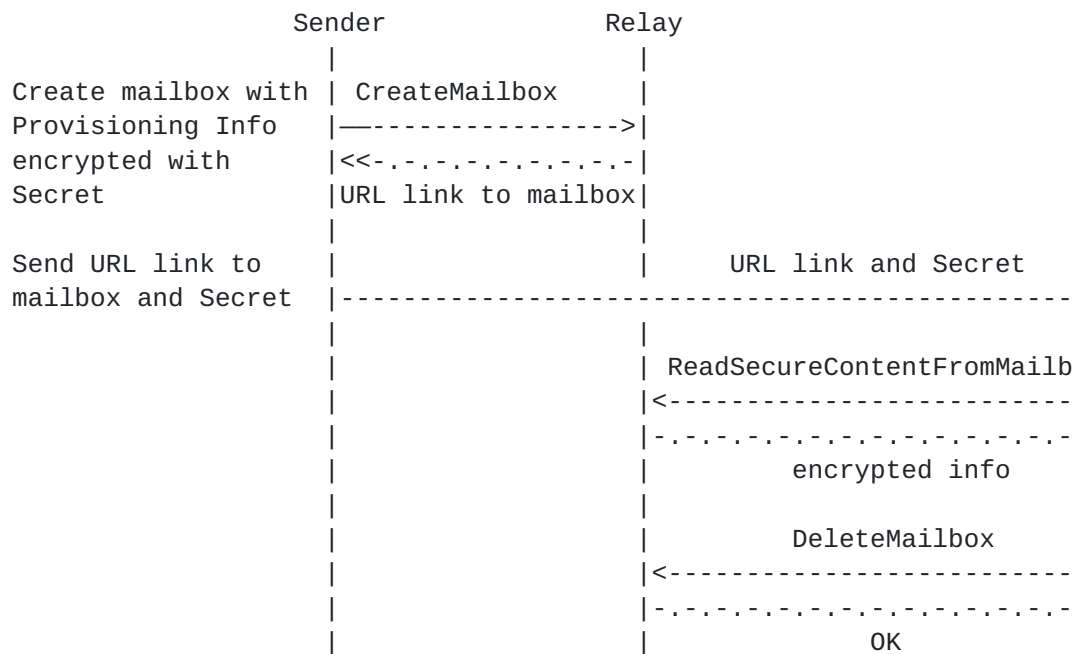 Sender Relay
Create mailbox with CreateMailbox
Provisioning Info
encrypted with
Secret URL link to mailbox
Send URL link to URL link and Secret
mailbox and Secret
ReadSecureContentFromMailb
encrypted info
DeleteMailbox
OK